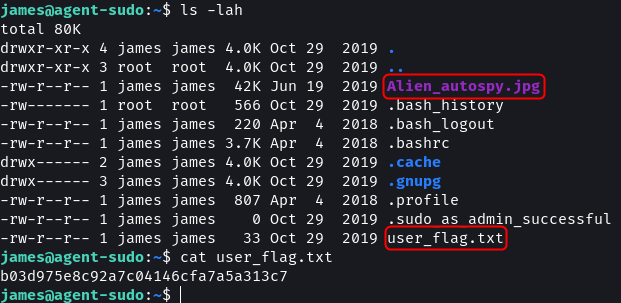 james@agent-sudo:~$ ls -lah
total 80K
drwxr-xr-x 4 james james 4.0K Oct 29  2019 .
drwxr-xr-x 3 root  root  4.0K Oct 29  2019 ..
-rw-r--r-- 1 james james  42K Jun 19  2019 Alien_autospy.jpg
-rw------- 1 root  root   566 Oct 29  2019 .bash_history
-rw-r--r-- 1 james james  220 Apr  4  2018 .bash_logout
-rw-r--r-- 1 james james 3.7K Apr  4  2018 .bashrc
drwx------ 2 james james 4.0K Oct 29  2019 .cache
drwx------ 3 james james 4.0K Oct 29  2019 .gnupg
-rw-r--r-- 1 james james  807 Apr  4  2018 .profile
-rw-r--r-- 1 james james    0 Oct 29  2019 .sudo_as_admin_successful
-rw-r--r-- 1 james james   33 Oct 29  2019 user_flag.txt
james@agent-sudo:~$ cat user_flag.txt
b03d975e8c92a7c04146cfa7a5a313c7
james@agent-sudo:~$